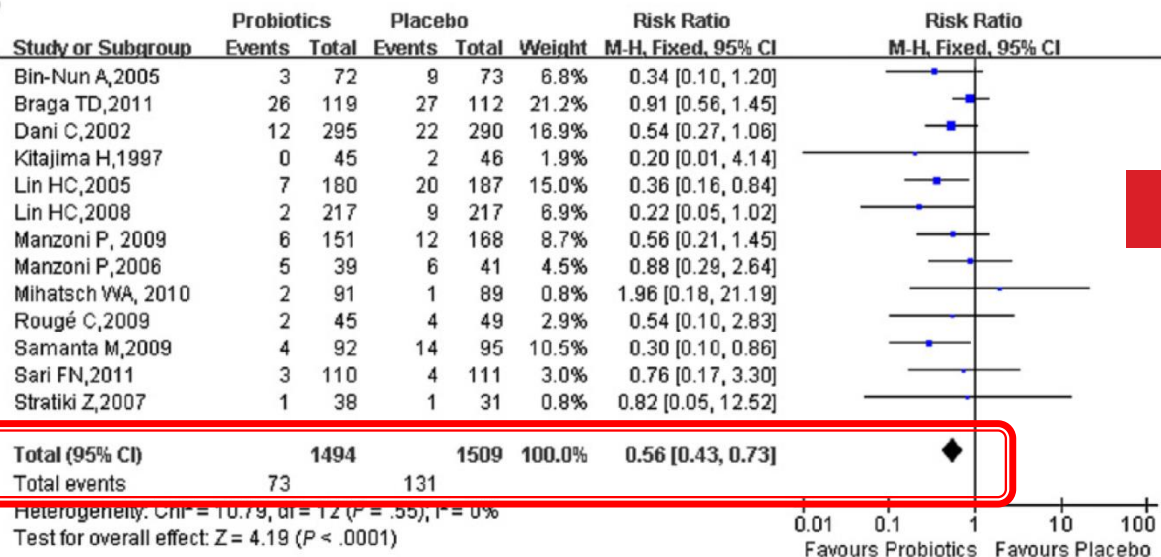 Probiotics Placebo Risk Ratio Risk Ratio
Study or Subgroup Events Total Events Total Weight M-H, Fixed, 95% CI M-H, Fixed, 95% CI
Bin-Nun A,2005 3 72 9 73 6.8% 0.34 [0.10, 1.20]
Braga TD,2011 26 119 27 112 21.2% 0.91 [0.56, 1.45]
Dani C,2002 12 295 22 290 16.9% 0.54 [0.27, 1.06]
Kitajima H,1997 0 45 2 46 1.9% 0.20 [0.01, 4.14]
Lin HC,2005 7 180 20 187 15.0% 0.36 [0.16, 0.84]
Lin HC,2008 2 217 9 217 6.9% 0.22 [0.05, 1.02]
Manzoni P, 2009 6 151 12 168 8.7% 0.56 [0.21, 1.45]
Manzoni P,2006 5 39 6 41 4.5% 0.88 [0.29, 2.64]
Mihatsch WA, 2010 2 91 1 89 0.8% 1.96 [0.18, 21.19]
Rougé C,2009 2 45 4 49 2.9% 0.54 [0.10, 2.83]
Samanta M,2009 4 92 14 95 10.5% 0.30 [0.10, 0.86]
Sari FN,2011 3 110 4 111 3.0% 0.76 [0.17, 3.30]
Stratiki Z,2007 1 38 1 31 0.8% 0.82 [0.05, 12.52]
Total (95% CI) 1494 1509 100.0% 0.56 [0.43, 0.73]
Total events 73 131
Heterogeneity: Chi² = 10.79, df = 12 (P = .55); I² = 0%
Test for overall effect: Z = 4.19 (P < .0001)
0.01 0.1 1 10 100
Favours Probiotics Favours Placebo